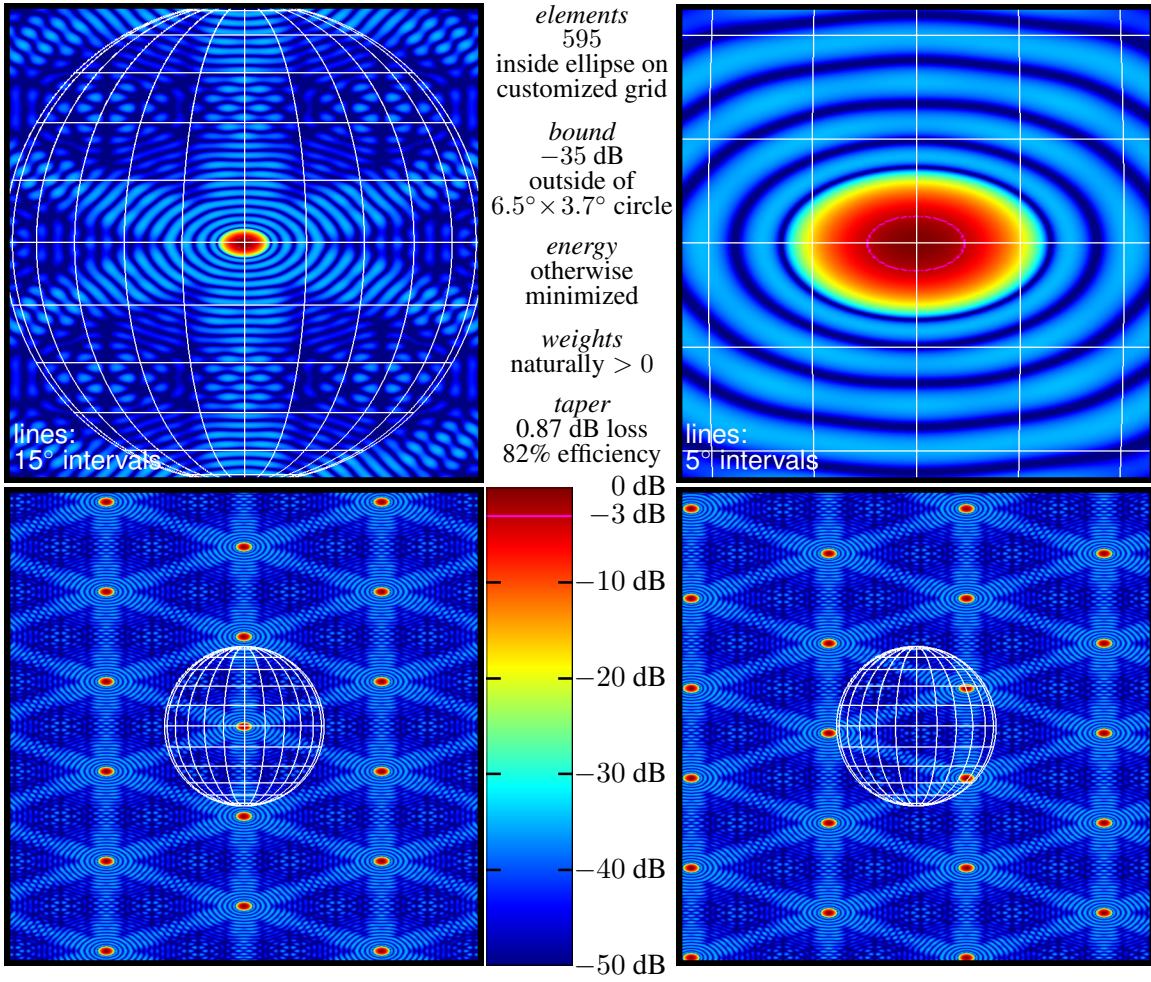 elements
595
inside ellipse on
customized grid
bound
−35 dB
outside of
6.5°×3.7° circle
energy
otherwise
minimized
weights
naturally > 0
taper
0.87 dB loss
82% efficiency
lines:
15° intervals
lines:
5° intervals
0 dB
−3 dB
−10 dB
−20 dB
−30 dB
−40 dB
−50 dB